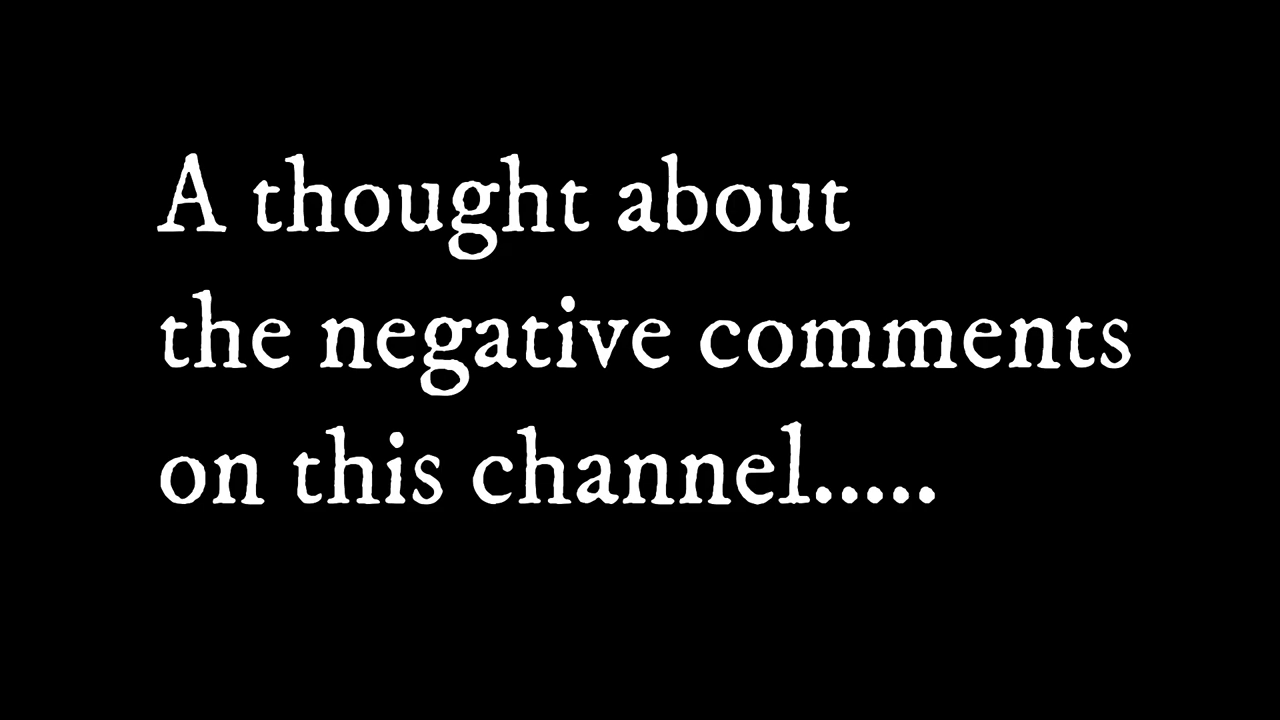 A thought about
the negative comments
on this channel.....